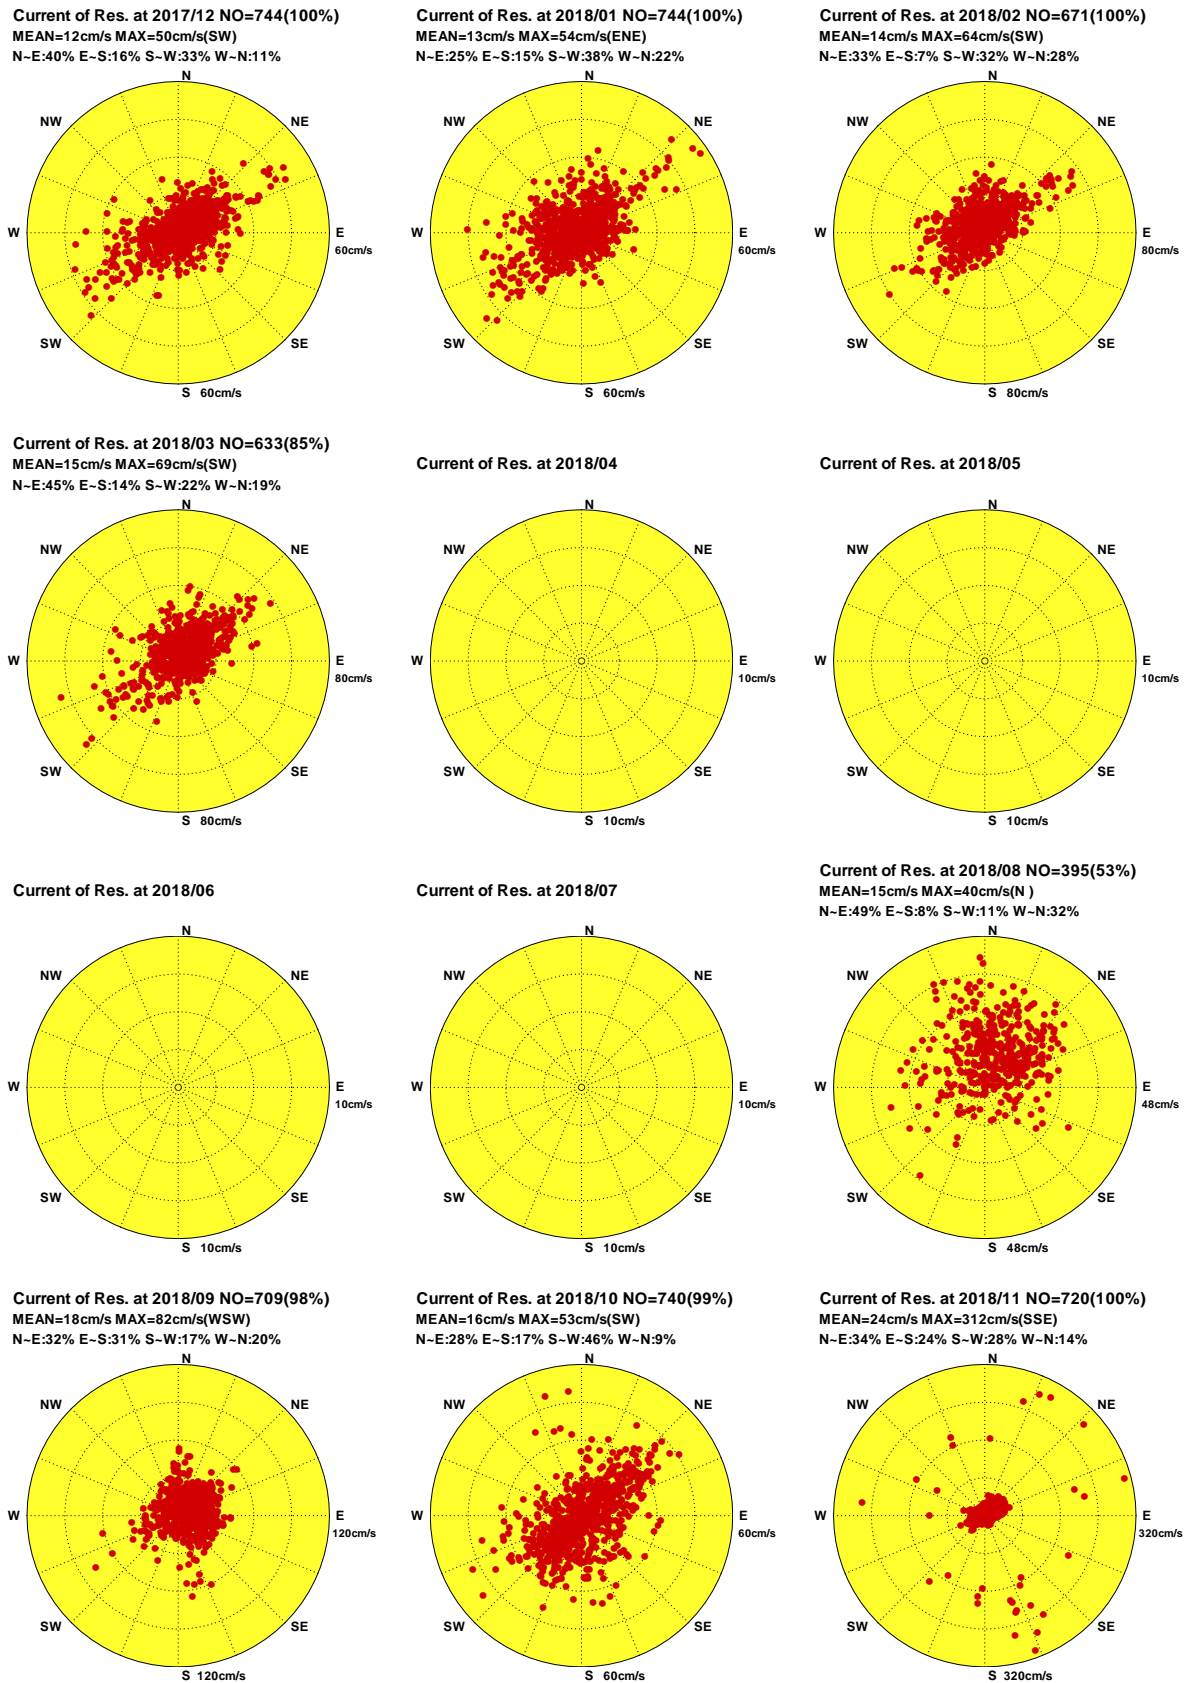 Current of Res. at 2017/12 NO=744(100%)
MEAN=12cm/s MAX=50cm/s(SW)
N~E:40% E~S:16% S~W:33% W~N:11%
N
NW
NE
W
E
60cm/s
SW
SE
S 60cm/s
Current of Res. at 2018/01 NO=744(100%)
MEAN=13cm/s MAX=54cm/s(ENE)
N~E:25% E~S:15% S~W:38% W~N:22%
N
NW
NE
W
E
60cm/s
SW
SE
S 60cm/s
Current of Res. at 2018/02 NO=671(100%)
MEAN=14cm/s MAX=64cm/s(SW)
N~E:33% E~S:7% S~W:32% W~N:28%
N
NW
NE
W
E
80cm/s
SW
SE
S 80cm/s
Current of Res. at 2018/03 NO=633(85%)
MEAN=15cm/s MAX=69cm/s(SW)
N~E:45% E~S:14% S~W:22% W~N:19%
N
NW
NE
W
E
80cm/s
SW
SE
S 80cm/s
Current of Res. at 2018/04
N
NW
NE
W
E
10cm/s
SW
SE
S 10cm/s
Current of Res. at 2018/05
N
NW
NE
W
E
10cm/s
SW
SE
S 10cm/s
Current of Res. at 2018/06
N
NW
NE
W
E
10cm/s
SW
SE
S 10cm/s
Current of Res. at 2018/07
N
NW
NE
W
E
10cm/s
SW
SE
S 10cm/s
Current of Res. at 2018/08 NO=395(53%)
MEAN=15cm/s MAX=40cm/s(N )
N~E:49% E~S:8% S~W:11% W~N:32%
N
NW
NE
W
E
48cm/s
SW
SE
S 48cm/s
Current of Res. at 2018/09 NO=709(98%)
MEAN=18cm/s MAX=82cm/s(WSW)
N~E:32% E~S:31% S~W:17% W~N:20%
N
NW
NE
W
E
120cm/s
SW
SE
S 120cm/s
Current of Res. at 2018/10 NO=740(99%)
MEAN=16cm/s MAX=53cm/s(SW)
N~E:28% E~S:17% S~W:46% W~N:9%
N
NW
NE
W
E
60cm/s
SW
SE
S 60cm/s
Current of Res. at 2018/11 NO=720(100%)
MEAN=24cm/s MAX=312cm/s(SSE)
N~E:34% E~S:24% S~W:28% W~N:14%
N
NW
NE
W
E
320cm/s
SW
SE
S 320cm/s